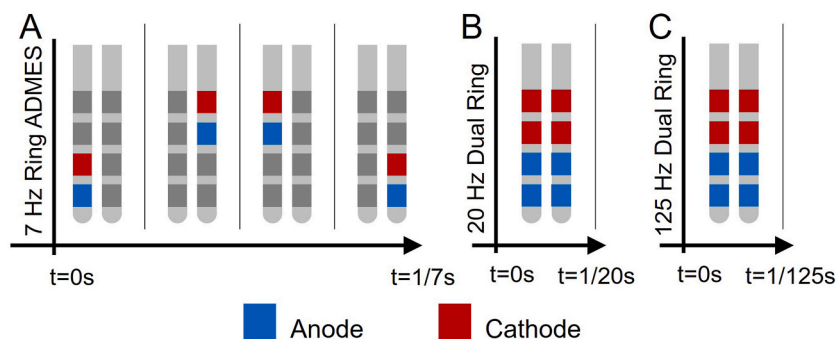 A
7 Hz Ring ADMES
t=0s
t=1/7s
B
20 Hz Dual Ring
t=0s
t=1/20s
C
125 Hz Dual Ring
t=0s
t=1/125s
Anode
Cathode